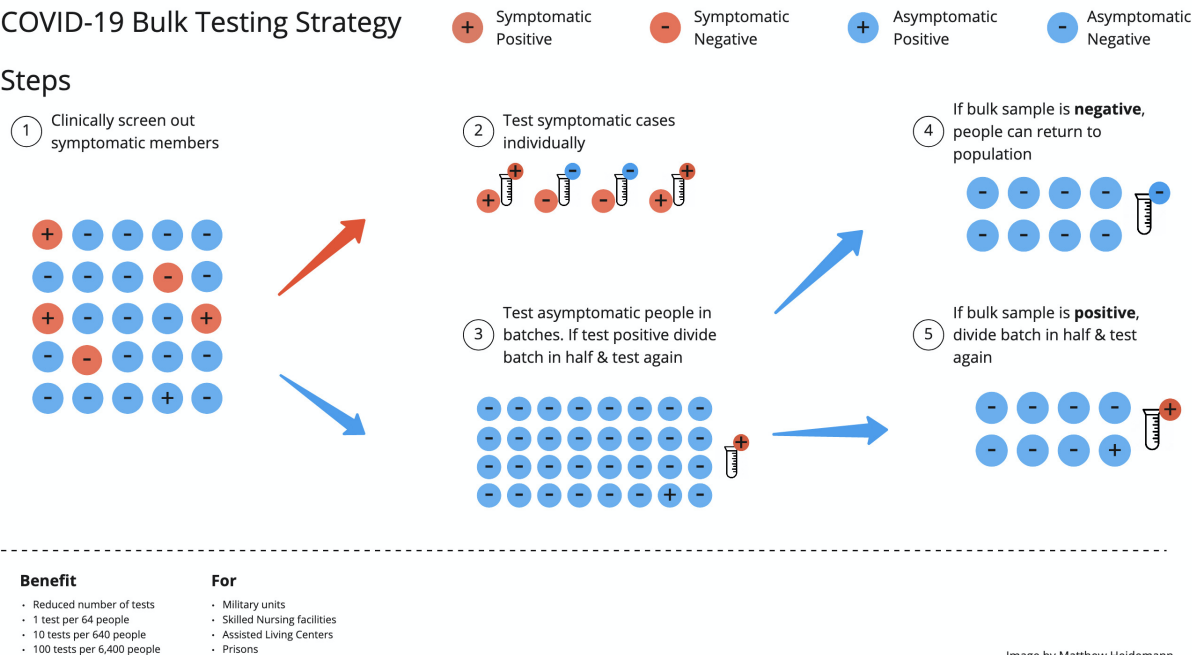 COVID-19 Bulk Testing Strategy
+ Symptomatic Positive
- Symptomatic Negative
+ Asymptomatic Positive
- Asymptomatic Negative
Steps
1
Clinically screen out
symptomatic members
2
Test symptomatic cases
individually
3
Test asymptomatic people in
batches. If test positive divide
batch in half & test again
4
If bulk sample is negative,
people can return to
population
5
If bulk sample is positive,
divide batch in half & test
again
Benefit
· Reduced number of tests
· 1 test per 64 people
· 10 tests per 640 people
· 100 tests per 6,400 people
For
· Military units
· Skilled Nursing facilities
· Assisted Living Centers
· Prisons
Image by Matthew Heidemann